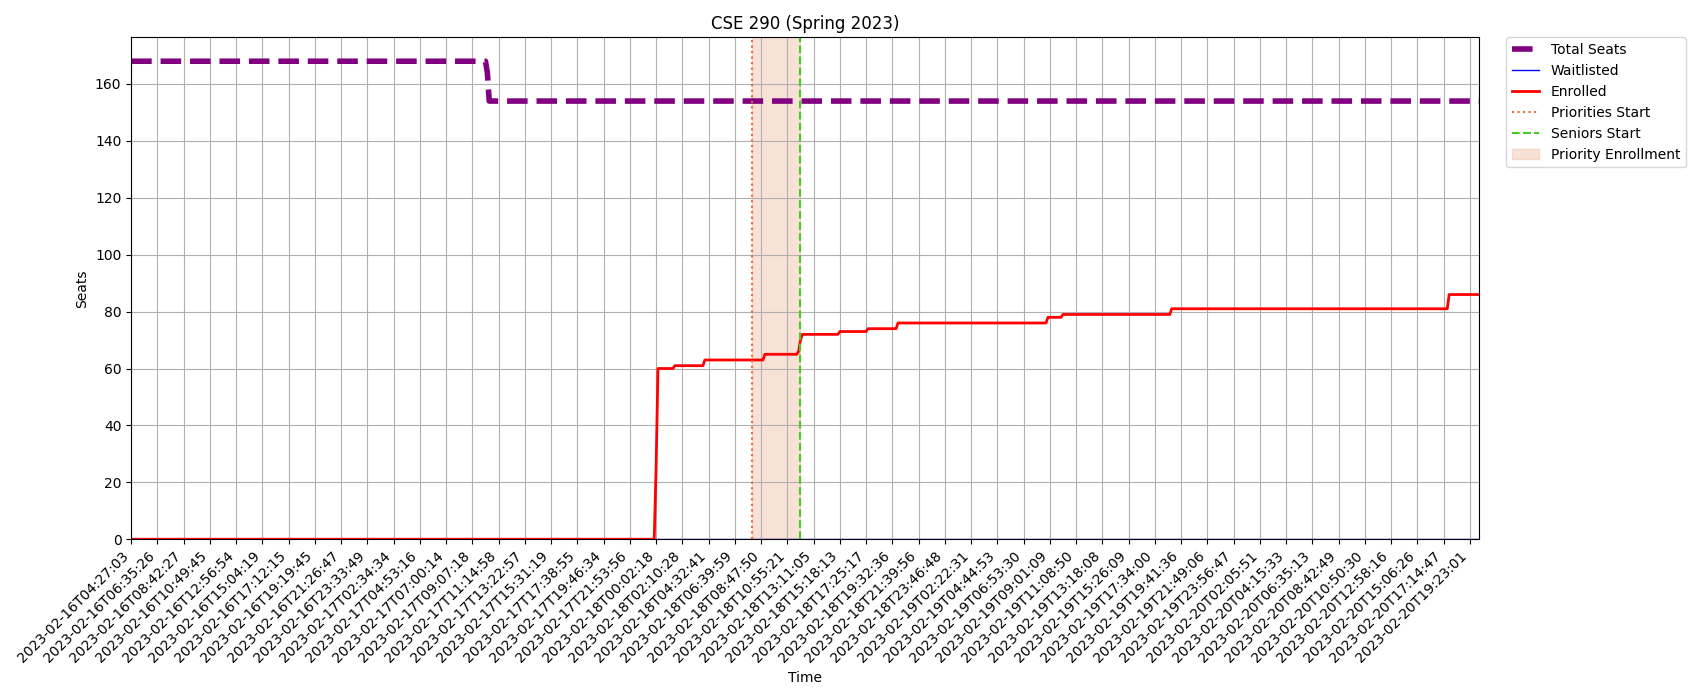 CSE 290 (Spring 2023)
Total Seats
Waitlisted
Enrolled
Priorities Start
Seniors Start
Priority Enrollment
Seats
160
140
120
100
80
60
40
20
0
2023-02-16T04:27:03
2023-02-16T06:35:26
2023-02-16T08:42:27
2023-02-16T10:49:45
2023-02-16T12:56:54
2023-02-16T15:04:19
2023-02-16T17:12:15
2023-02-16T19:19:45
2023-02-16T21:26:47
2023-02-16T23:33:49
2023-02-17T02:34:34
2023-02-17T04:53:16
2023-02-17T07:00:14
2023-02-17T09:07:18
2023-02-17T11:14:58
2023-02-17T13:22:57
2023-02-17T15:31:19
2023-02-17T17:38:55
2023-02-17T19:46:34
2023-02-17T21:53:56
2023-02-18T00:02:18
2023-02-18T02:10:28
2023-02-18T04:32:41
2023-02-18T06:39:59
2023-02-18T08:47:50
2023-02-18T10:55:21
2023-02-18T13:11:05
2023-02-18T15:18:13
2023-02-18T17:25:17
2023-02-18T19:32:36
2023-02-18T21:39:56
2023-02-18T23:46:48
2023-02-19T02:22:31
2023-02-19T04:44:53
2023-02-19T06:53:30
2023-02-19T09:01:09
2023-02-19T11:08:50
2023-02-19T13:18:08
2023-02-19T15:26:09
2023-02-19T17:34:00
2023-02-19T19:41:36
2023-02-19T21:49:06
2023-02-19T23:56:47
2023-02-20T02:05:51
2023-02-20T04:15:33
2023-02-20T06:35:13
2023-02-20T08:42:49
2023-02-20T10:50:30
2023-02-20T12:58:16
2023-02-20T15:06:26
2023-02-20T17:14:47
2023-02-20T19:23:01
Time